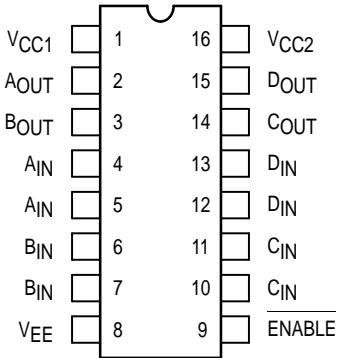 VCC1 1 16 VCC2
AOUT 2 15 DOUT
BOUT 3 14 COUT
AIN 4 13 DIN
AIN 5 12 DIN
BIN 6 11 CIN
BIN 7 10 CIN
VEE 8 9 ENABLE